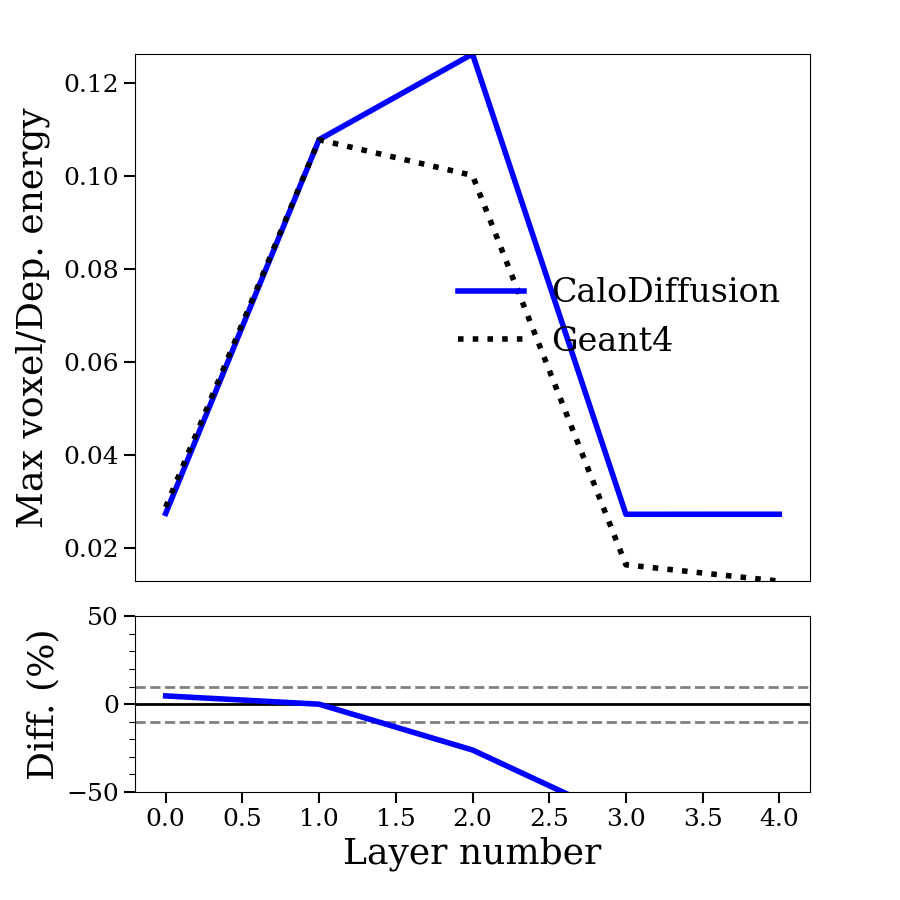 Max voxel/Dep. energy
0.12
0.10
0.08
0.06
0.04
0.02
CaloDiffusion
Geant4
Diff. (%)
50
0
−50
0.0 0.5 1.0 1.5 2.0 2.5 3.0 3.5 4.0
Layer number